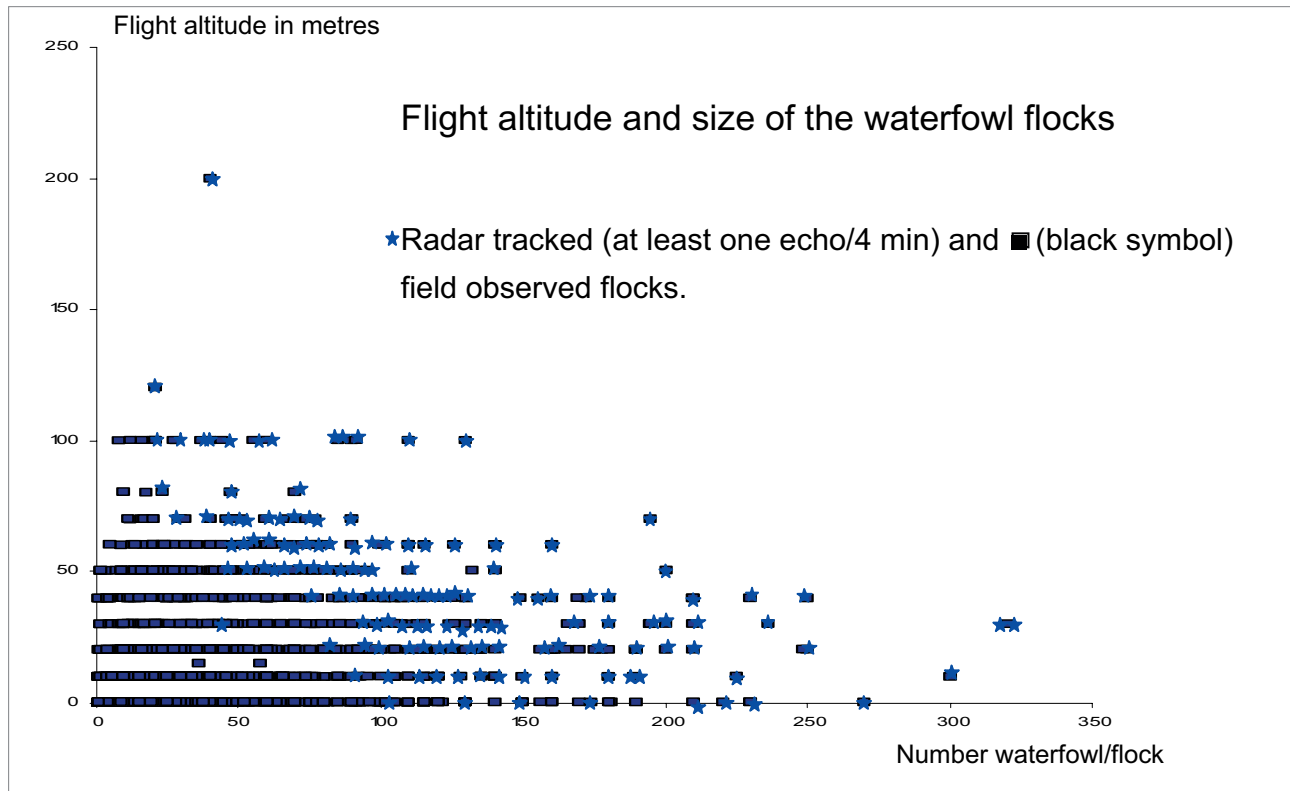 Flight altitude in metres
250
Flight altitude and size of the waterfowl flocks
200
Radar tracked (at least one echo/4 min) and (black symbol)
field observed flocks.
150
100
50
0
0 50 100 150 200 250 300 350
Number waterfowl/flock